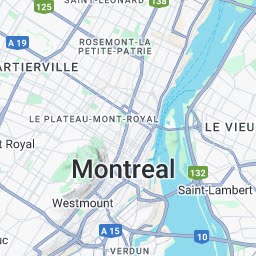 SAINT-LÉONARD
125
138
A 19
ROSEMONT-LA
PETITE-PATRIE
ARTIERVILLE
LE PLATEAU-MONT-ROYAL
LE VIEU
t Royal
Montreal
132
Saint-Lambert
Westmount
A 15
10
uc
VERDUN